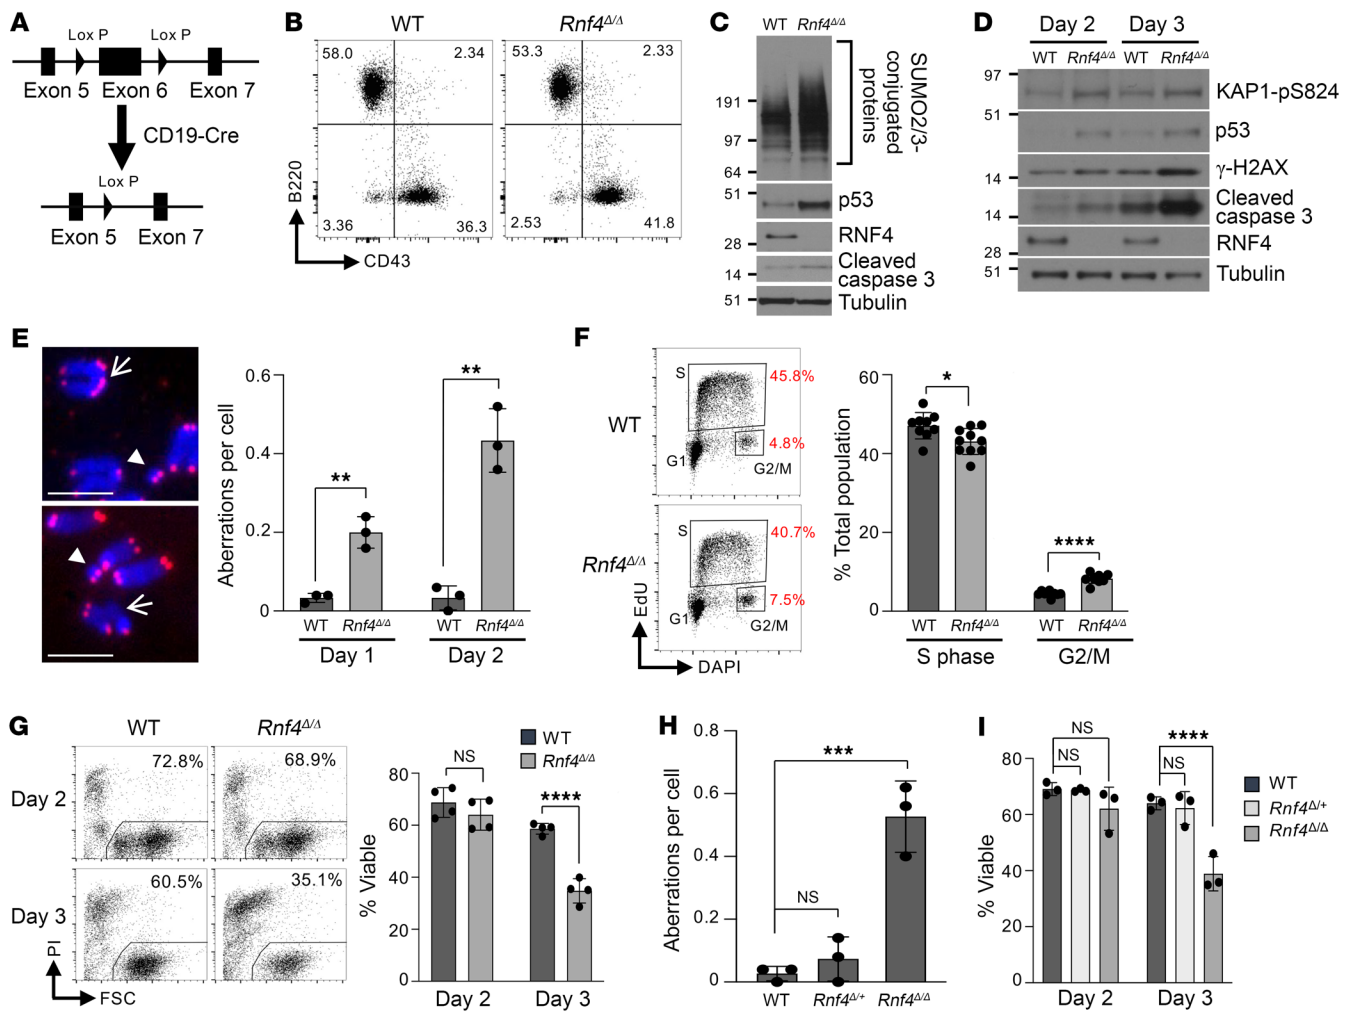 A
Lox P
Lox P
Exon 5
Exon 6
Exon 7
CD19-Cre
Lox P
Exon 5
Exon 7
B
WT
Rnf4Δ/Δ
58.0
2.34
53.3
2.33
3.36
36.3
2.53
41.8
B220
CD43
C
WT
Rnf4Δ/Δ
191
97
64
51
28
14
51
SUMO2/3-
conjugated
proteins
p53
RNF4
Cleaved
caspase 3
Tubulin
D
Day 2
Day 3
WT
Rnf4Δ/Δ
WT
Rnf4Δ/Δ
97
51
14
14
28
51
KAP1-pS824
p53
γ-H2AX
Cleaved
caspase 3
RNF4
Tubulin
E
Aberrations per cell
0.6
0.4
0.2
0
**
**
WT
Rnf4Δ/Δ
WT
Rnf4Δ/Δ
Day 1
Day 2
F
WT
S
45.8%
4.8%
G1
G2/M
Rnf4Δ/Δ
S
40.7%
7.5%
G1
G2/M
EdU
DAPI
% Total population
60
40
20
0
*
****
WT
Rnf4Δ/Δ
WT
Rnf4Δ/Δ
S phase
G2/M
G
WT
Rnf4Δ/Δ
Day 2
72.8%
68.9%
Day 3
60.5%
35.1%
PI
FSC
WT
Rnf4Δ/Δ
% Viable
80
60
40
20
0
NS
****
Day 2
Day 3
H
Aberrations per cell
0.8
0.6
0.4
0.2
0
***
NS
WT
Rnf4Δ/+
Rnf4Δ/Δ
I
% Viable
80
60
40
20
0
NS
NS
****
NS
Day 2
Day 3
WT
Rnf4Δ/+
Rnf4Δ/Δ